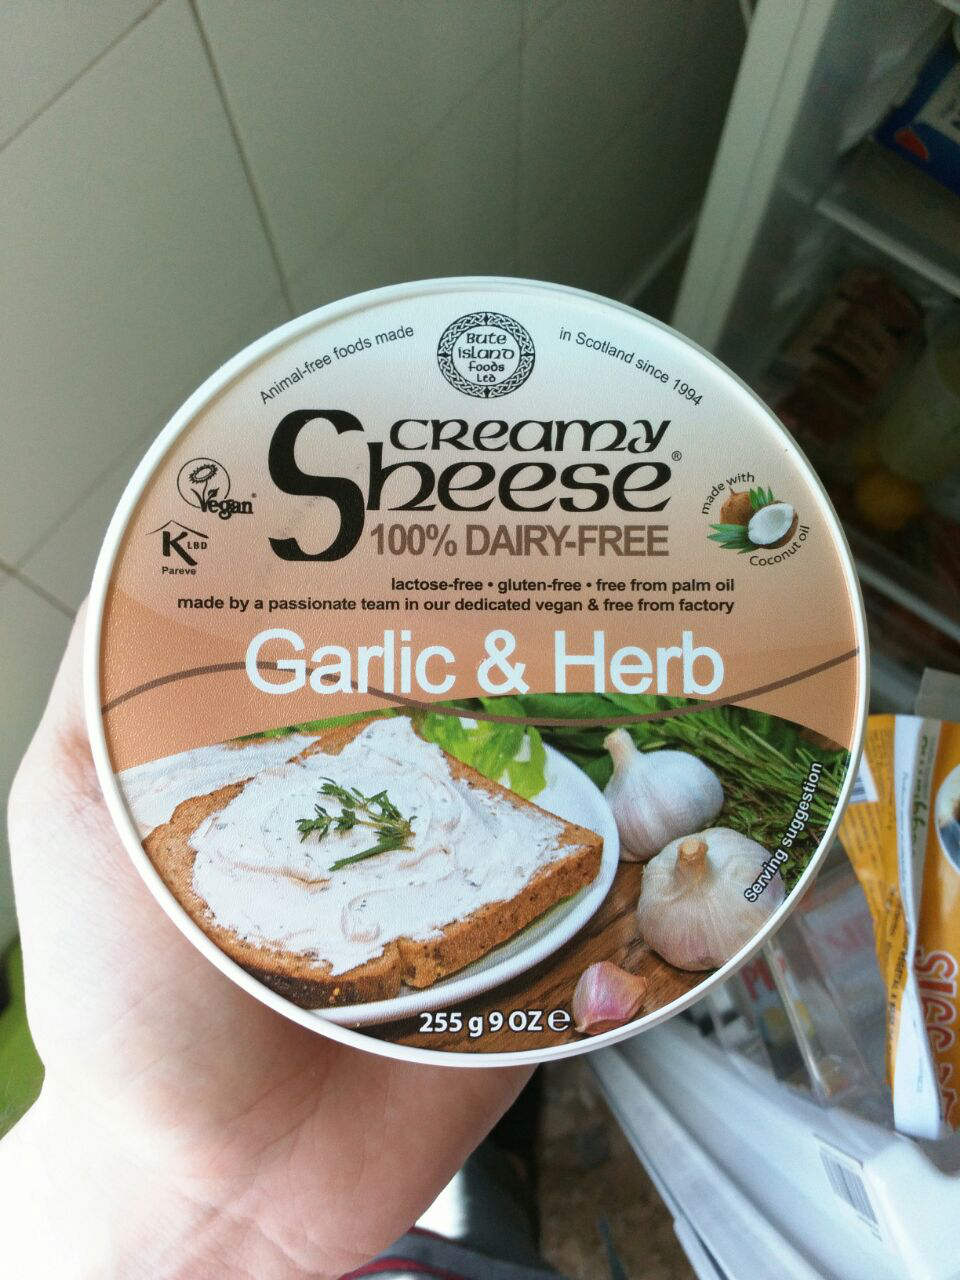 Animal-free foods made
Bute
island
foods
Ltd
in Scotland since 1994
Creamy
Sheese®
100% DAIRY-FREE
Vegan
K LBD
Pareve
made with
Coconut oil
lactose-free • gluten-free • free from palm oil
made by a passionate team in our dedicated vegan & free from factory
Garlic & Herb
Serving suggestion
255 g 9 OZ e